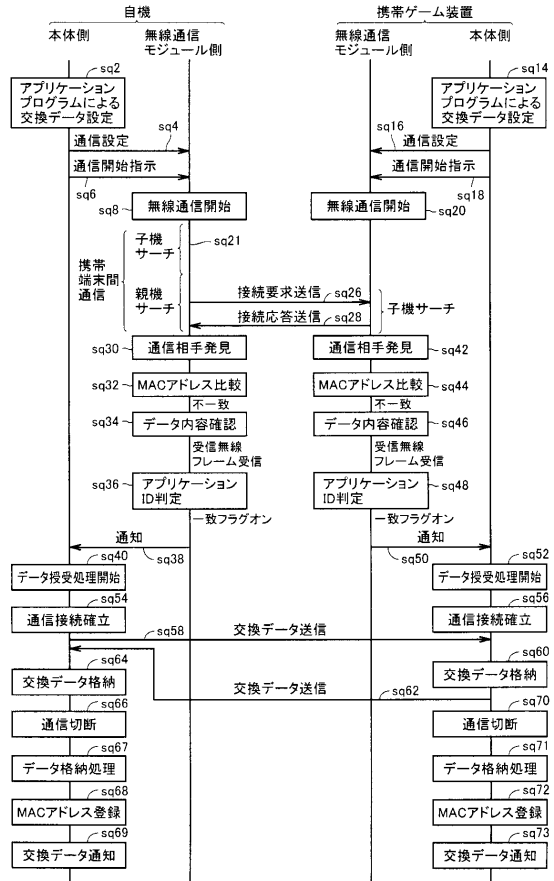 自機
携帯ゲーム装置
本体側
無線通信
モジュール側
無線通信
モジュール側
本体側
sq2
アプリケーション
プログラムによる
交換データ設定
sq14
アプリケーション
プログラムによる
交換データ設定
sq4
通信設定
sq16
通信設定
通信開始指示
sq6
通信開始指示
sq18
sq8
無線通信開始
無線通信開始
sq20
携帯
端末間
通信
子機
サーチ
sq21
親機
サーチ
接続要求送信
sq26
接続応答送信
sq28
子機サーチ
sq30
通信相手発見
通信相手発見
sq42
sq32
MACアドレス比較
MACアドレス比較
sq44
不一致
不一致
sq34
データ内容確認
データ内容確認
sq46
受信無線
フレーム受信
受信無線
フレーム受信
sq36
アプリケーション
ID判定
アプリケーション
ID判定
sq48
一致フラグオン
一致フラグオン
通知
sq38
通知
sq50
sq40
データ授受処理開始
sq52
データ授受処理開始
sq54
通信接続確立
sq56
通信接続確立
sq58
交換データ送信
sq64
交換データ格納
sq60
交換データ格納
交換データ送信
sq62
sq66
通信切断
sq70
通信切断
sq67
データ格納処理
sq71
データ格納処理
sq68
MACアドレス登録
sq72
MACアドレス登録
sq69
交換データ通知
sq73
交換データ通知